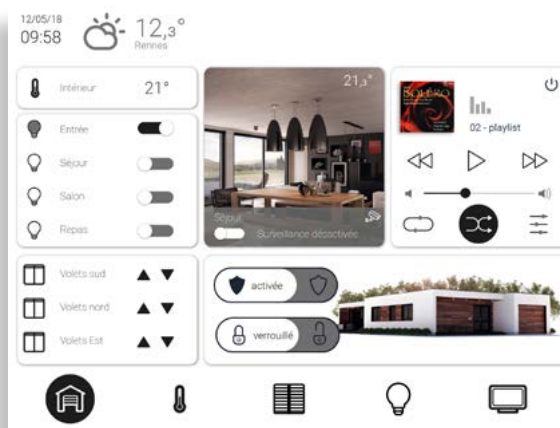 12/05/18
09:58
12,3°
Rennes
Intérieur
21°
Entrée
Séjour
Salon
Repas
21,3°
Séjour
Surveillance désactivée
BOLÉRO
02 - playlist
Volets sud
Volets nord
Volets Est
activée
verrouillé